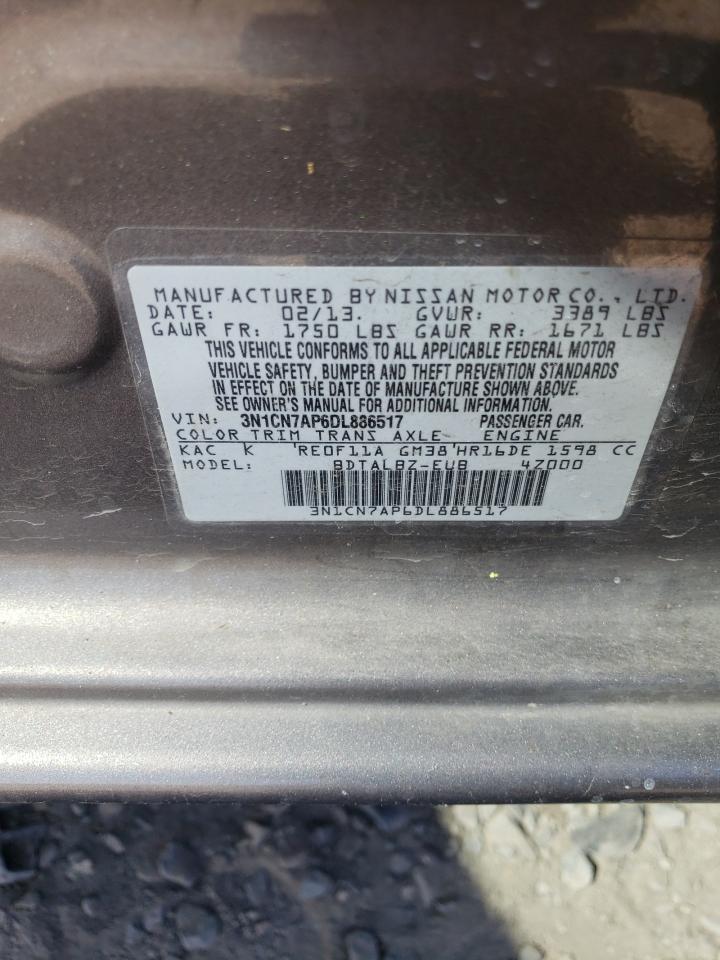 MANUFACTURED BY NISSAN MOTOR CO., LTD.
DATE: 02/13. GVWR: 3389 LBS
GAWR FR: 1750 LBS GAWR RR: 1671 LBS
THIS VEHICLE CONFORMS TO ALL APPLICABLE FEDERAL MOTOR
VEHICLE SAFETY, BUMPER AND THEFT PREVENTION STANDARDS
IN EFFECT ON THE DATE OF MANUFACTURE SHOWN ABOVE.
SEE OWNER'S MANUAL FOR ADDITIONAL INFORMATION.
VIN: 3N1CN7AP6DL886517 PASSENGER CAR.
COLOR TRIM TRANS AXLE ENGINE
KAC K RE0F11A GM38 HR16DE 1598 CC
MODEL: BDTALBZ-EUB 4Z000
3N1CN7AP6DL886517